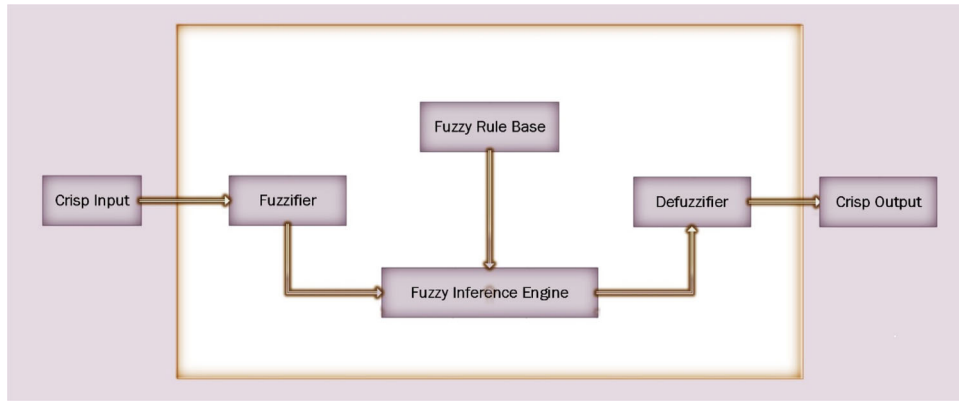 Fuzzy Rule Base
Crisp Input
Fuzzifier
Defuzzifier
Crisp Output
Fuzzy Inference Engine